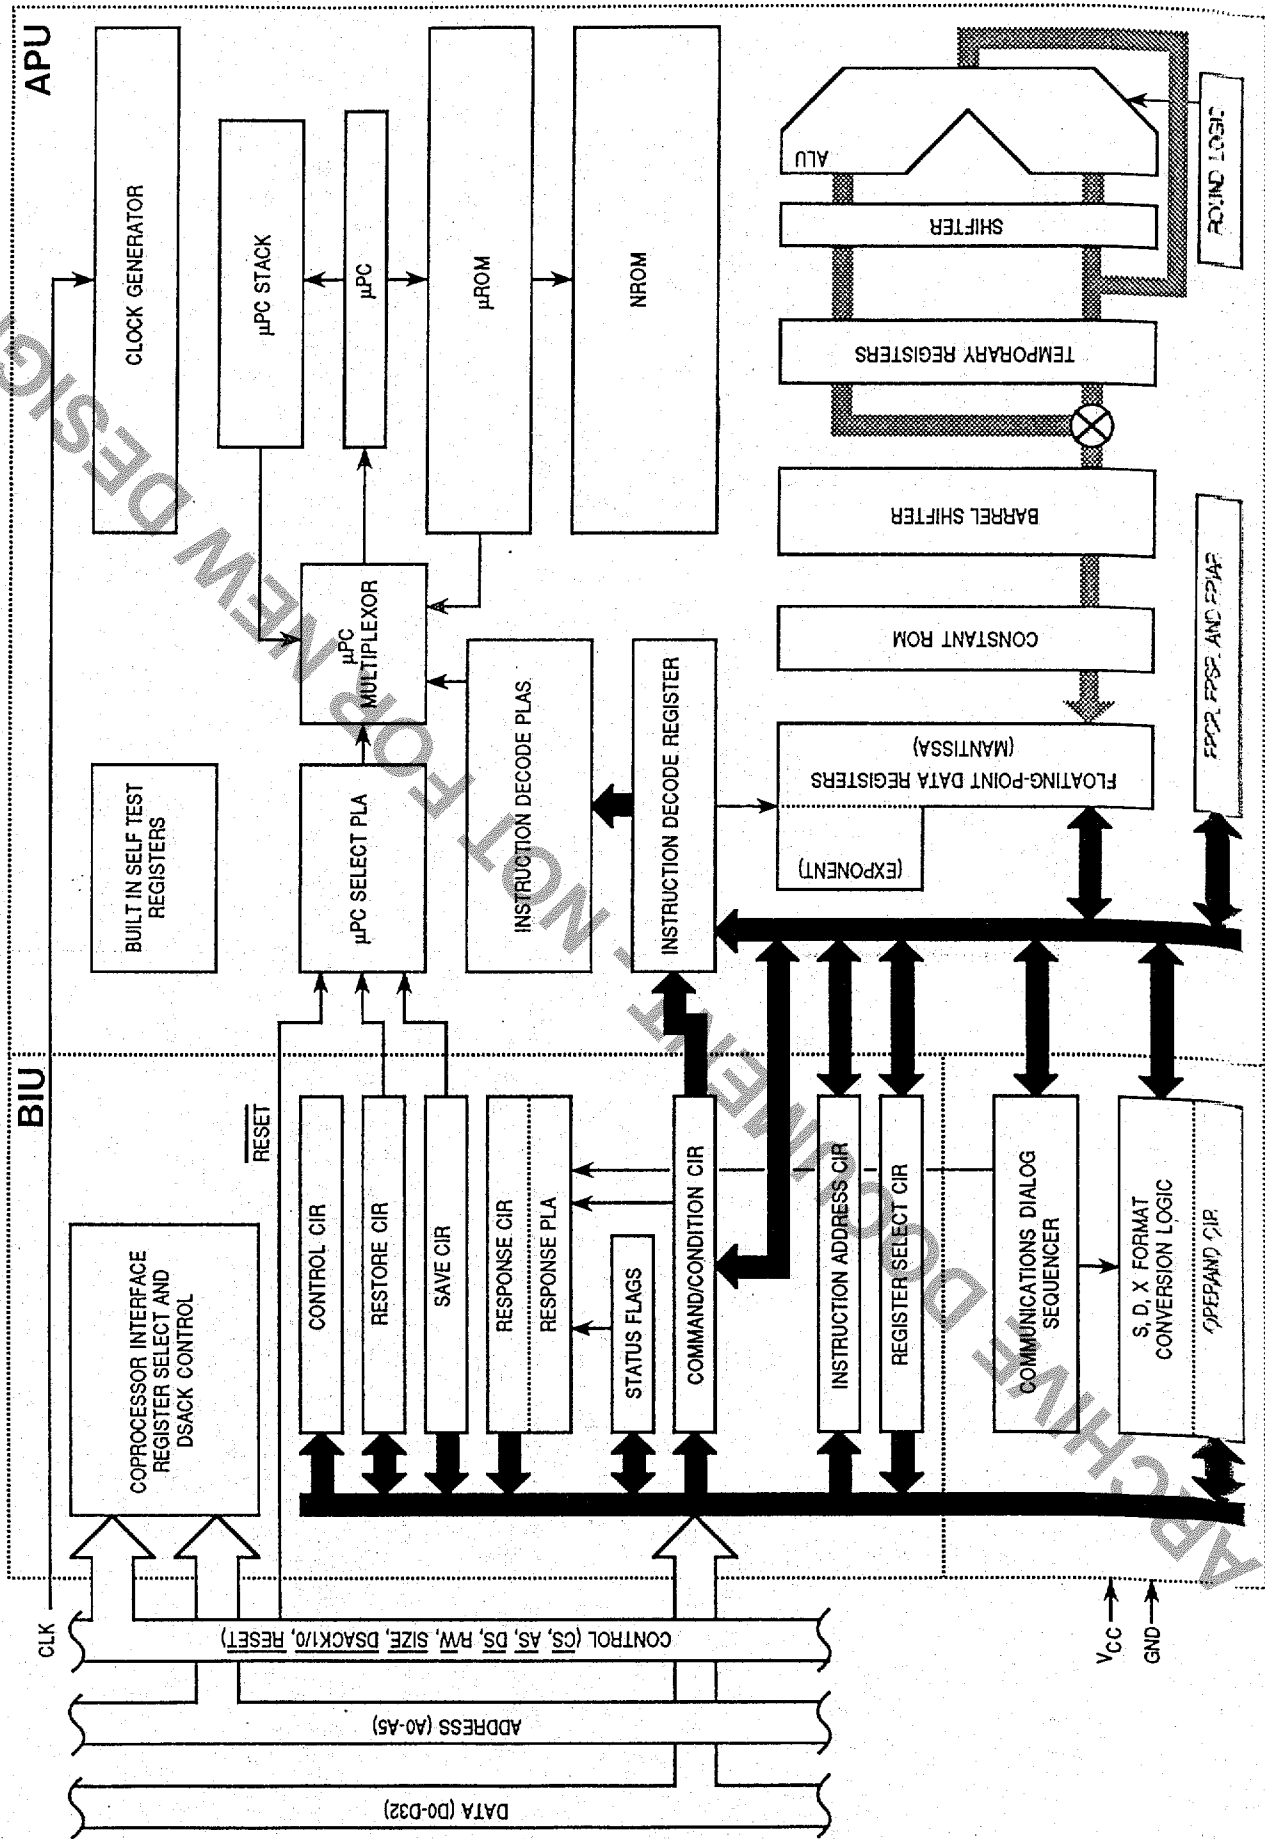 APU
CLOCK GENERATOR
µPC STACK
µPC
µROM
NROM
BUILT IN SELF TEST
REGISTERS
µPC SELECT PLA
µPC
MULTIPLEXOR
INSTRUCTION DECODE PLAS
INSTRUCTION DECODE REGISTER
ALU
SHIFTER
TEMPORARY REGISTERS
BARREL SHIFTER
CONSTANT ROM
FLOATING-POINT DATA REGISTERS
(MANTISSA)
(EXPONENT)
ROUND LOGIC
FPCR, FPSR, AND FPIAR
BIU
COPROCESSOR INTERFACE
REGISTER SELECT AND
DSACK CONTROL
RESET
CONTROL CIR
RESTORE CIR
SAVE CIR
RESPONSE CIR
RESPONSE PLA
STATUS FLAGS
COMMAND/CONDITION CIR
INSTRUCTION ADDRESS CIR
REGISTER SELECT CIR
COMMUNICATIONS DIALOG
SEQUENCER
S, D, X FORMAT
CONVERSION LOGIC
OPERAND CIR
CLK
CONTROL (CS, AS, DS, R/W, SIZE, DSACK1/0, RESET)
ADDRESS (A0-A5)
DATA (D0-D32)
VCC
GND
ARCHIVE DOCUMENT - NOT FOR NEW DESIG